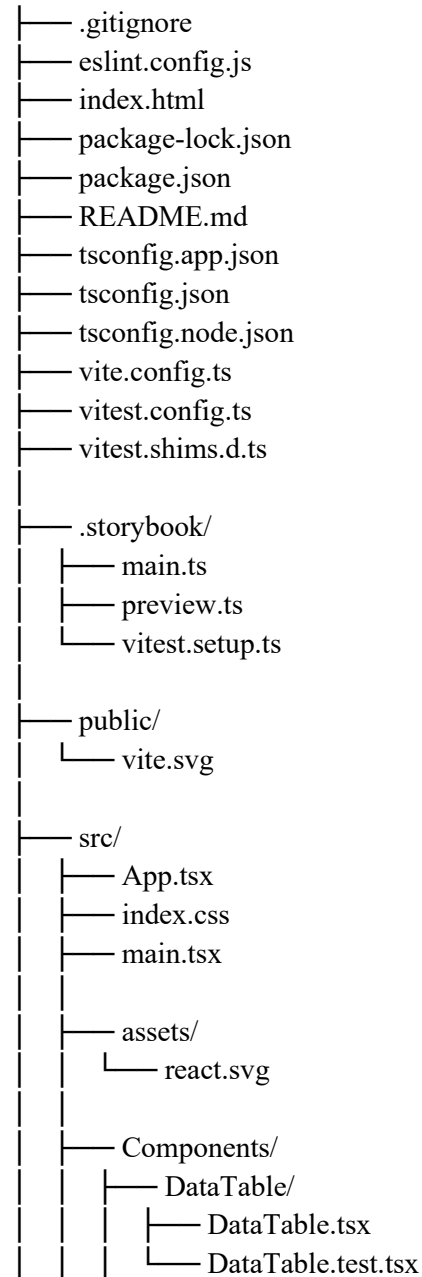 ├── .gitignore
├── eslint.config.js
├── index.html
├── package-lock.json
├── package.json
├── README.md
├── tsconfig.app.json
├── tsconfig.json
├── tsconfig.node.json
├── vite.config.ts
├── vitest.config.ts
├── vitest.shims.d.ts
│
├── .storybook/
│   ├── main.ts
│   ├── preview.ts
│   └── vitest.setup.ts
│
├── public/
│   └── vite.svg
│
├── src/
│   ├── App.tsx
│   ├── index.css
│   ├── main.tsx
│   │
│   ├── assets/
│   │   └── react.svg
│   │
│   ├── Components/
│   │   ├── DataTable/
│   │   │   ├── DataTable.tsx
│   │   │   └── DataTable.test.tsx